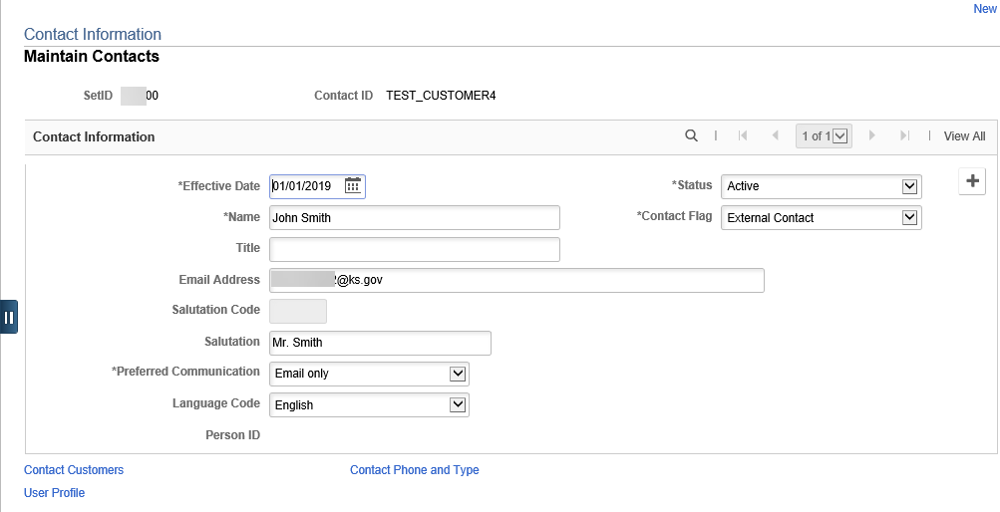 New
Contact Information
Maintain Contacts
SetID 00 Contact ID TEST_CUSTOMER4
Contact Information 1 of 1 View All
*Effective Date 01/01/2019 *Status Active
*Name John Smith *Contact Flag External Contact
Title
Email Address @ks.gov
Salutation Code
Salutation Mr. Smith
*Preferred Communication Email only
Language Code English
Person ID
Contact Customers Contact Phone and Type
User Profile